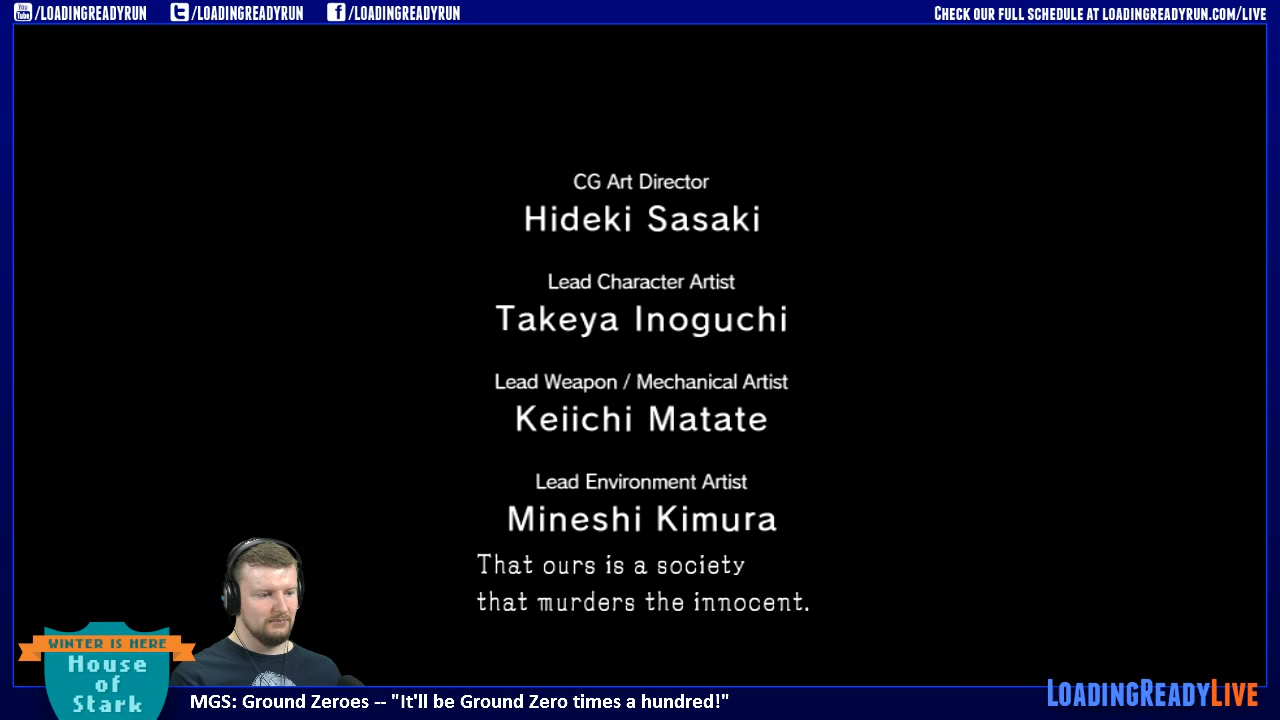 You Tube /LOADINGREADYRUN t /LOADINGREADYRUN f /LOADINGREADYRUN CHECK OUR FULL SCHEDULE AT LOADINGREADYRUN.COM/LIVE
CG Art Director
Hideki Sasaki
Lead Character Artist
Takeya Inoguchi
Lead Weapon / Mechanical Artist
Keiichi Matate
Lead Environment Artist
Mineshi Kimura
That ours is a society
that murders the innocent.
WINTER IS HERE
House
of
Stark
MGS: Ground Zeroes -- "It'll be Ground Zero times a hundred!"
LOADINGREADYLIVE